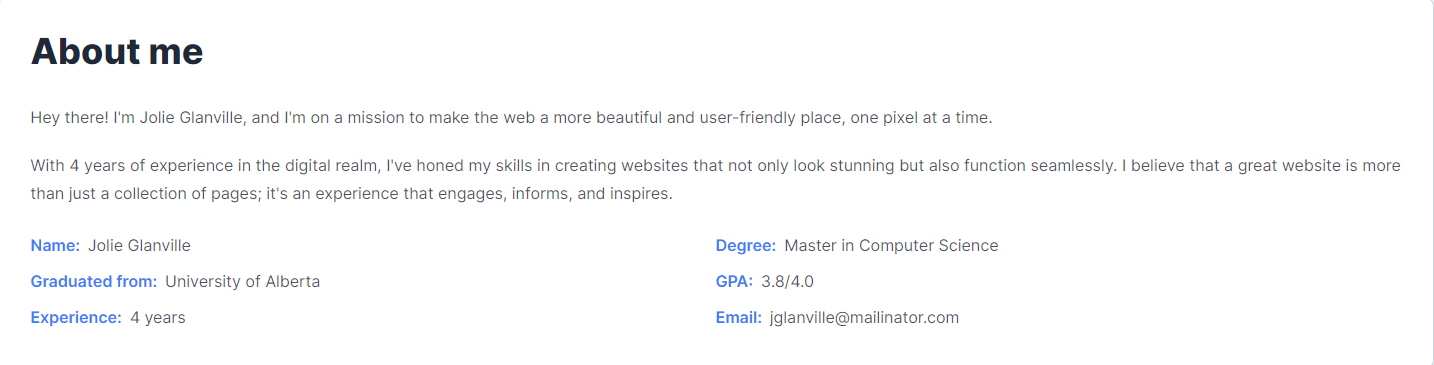 About me
Hey there! I'm Jolie Glanville, and I'm on a mission to make the web a more beautiful and user-friendly place, one pixel at a time.
With 4 years of experience in the digital realm, I've honed my skills in creating websites that not only look stunning but also function seamlessly. I believe that a great website is more
than just a collection of pages; it's an experience that engages, informs, and inspires.
Name: Jolie Glanville
Degree: Master in Computer Science
Graduated from: University of Alberta
GPA: 3.8/4.0
Experience: 4 years
Email: jglanville@mailinator.com